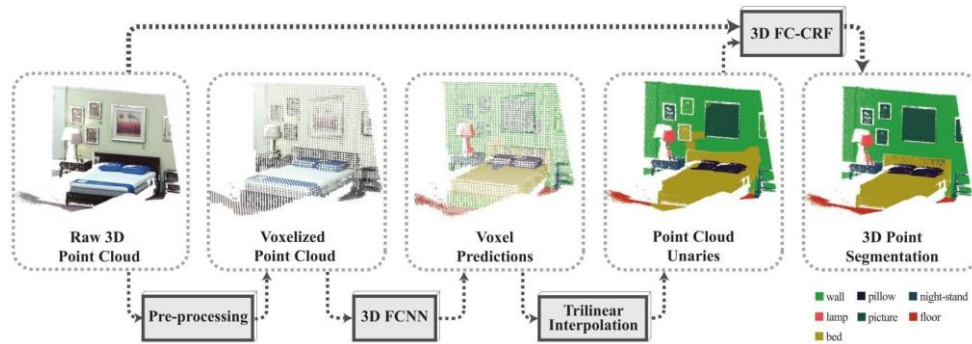 3D FC-CRF
Raw 3D
Point Cloud
Voxelized
Point Cloud
Voxel
Predictions
Point Cloud
Unaries
3D Point
Segmentation
Pre-processing
3D FCNN
Trilinear
Interpolation
wall pillow night-stand
lamp picture floor
bed